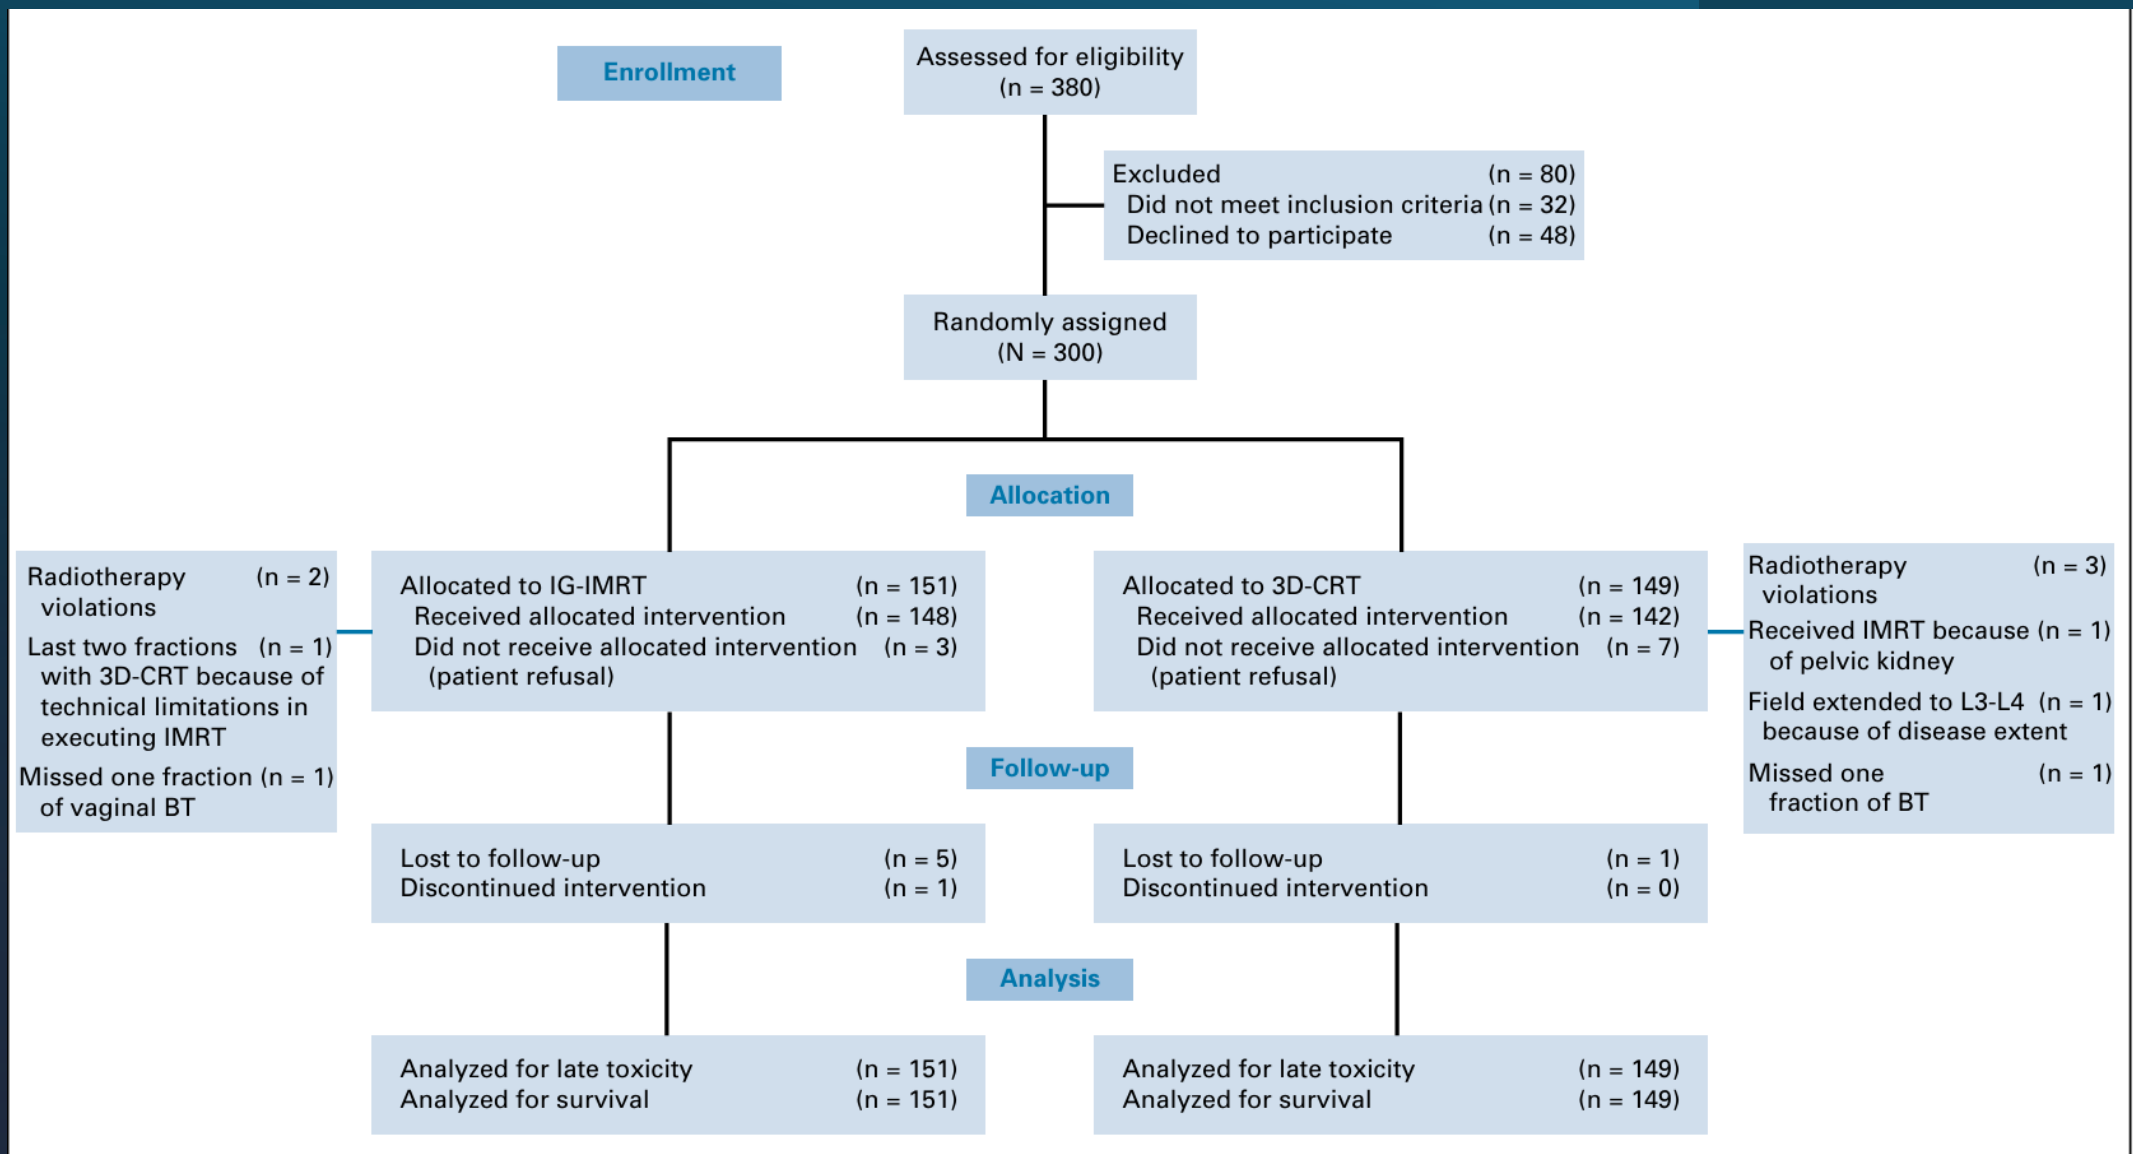 Enrollment
Assessed for eligibility
(n = 380)
Excluded (n = 80)
Did not meet inclusion criteria (n = 32)
Declined to participate (n = 48)
Randomly assigned
(N = 300)
Allocation
Radiotherapy (n = 2)
violations
Last two fractions (n = 1)
with 3D-CRT because of
technical limitations in
executing IMRT
Missed one fraction (n = 1)
of vaginal BT
Allocated to IG-IMRT (n = 151)
Received allocated intervention (n = 148)
Did not receive allocated intervention (n = 3)
(patient refusal)
Allocated to 3D-CRT (n = 149)
Received allocated intervention (n = 142)
Did not receive allocated intervention (n = 7)
(patient refusal)
Radiotherapy (n = 3)
violations
Received IMRT because (n = 1)
of pelvic kidney
Field extended to L3-L4 (n = 1)
because of disease extent
Missed one (n = 1)
fraction of BT
Follow-up
Lost to follow-up (n = 5)
Discontinued intervention (n = 1)
Lost to follow-up (n = 1)
Discontinued intervention (n = 0)
Analysis
Analyzed for late toxicity (n = 151)
Analyzed for survival (n = 151)
Analyzed for late toxicity (n = 149)
Analyzed for survival (n = 149)